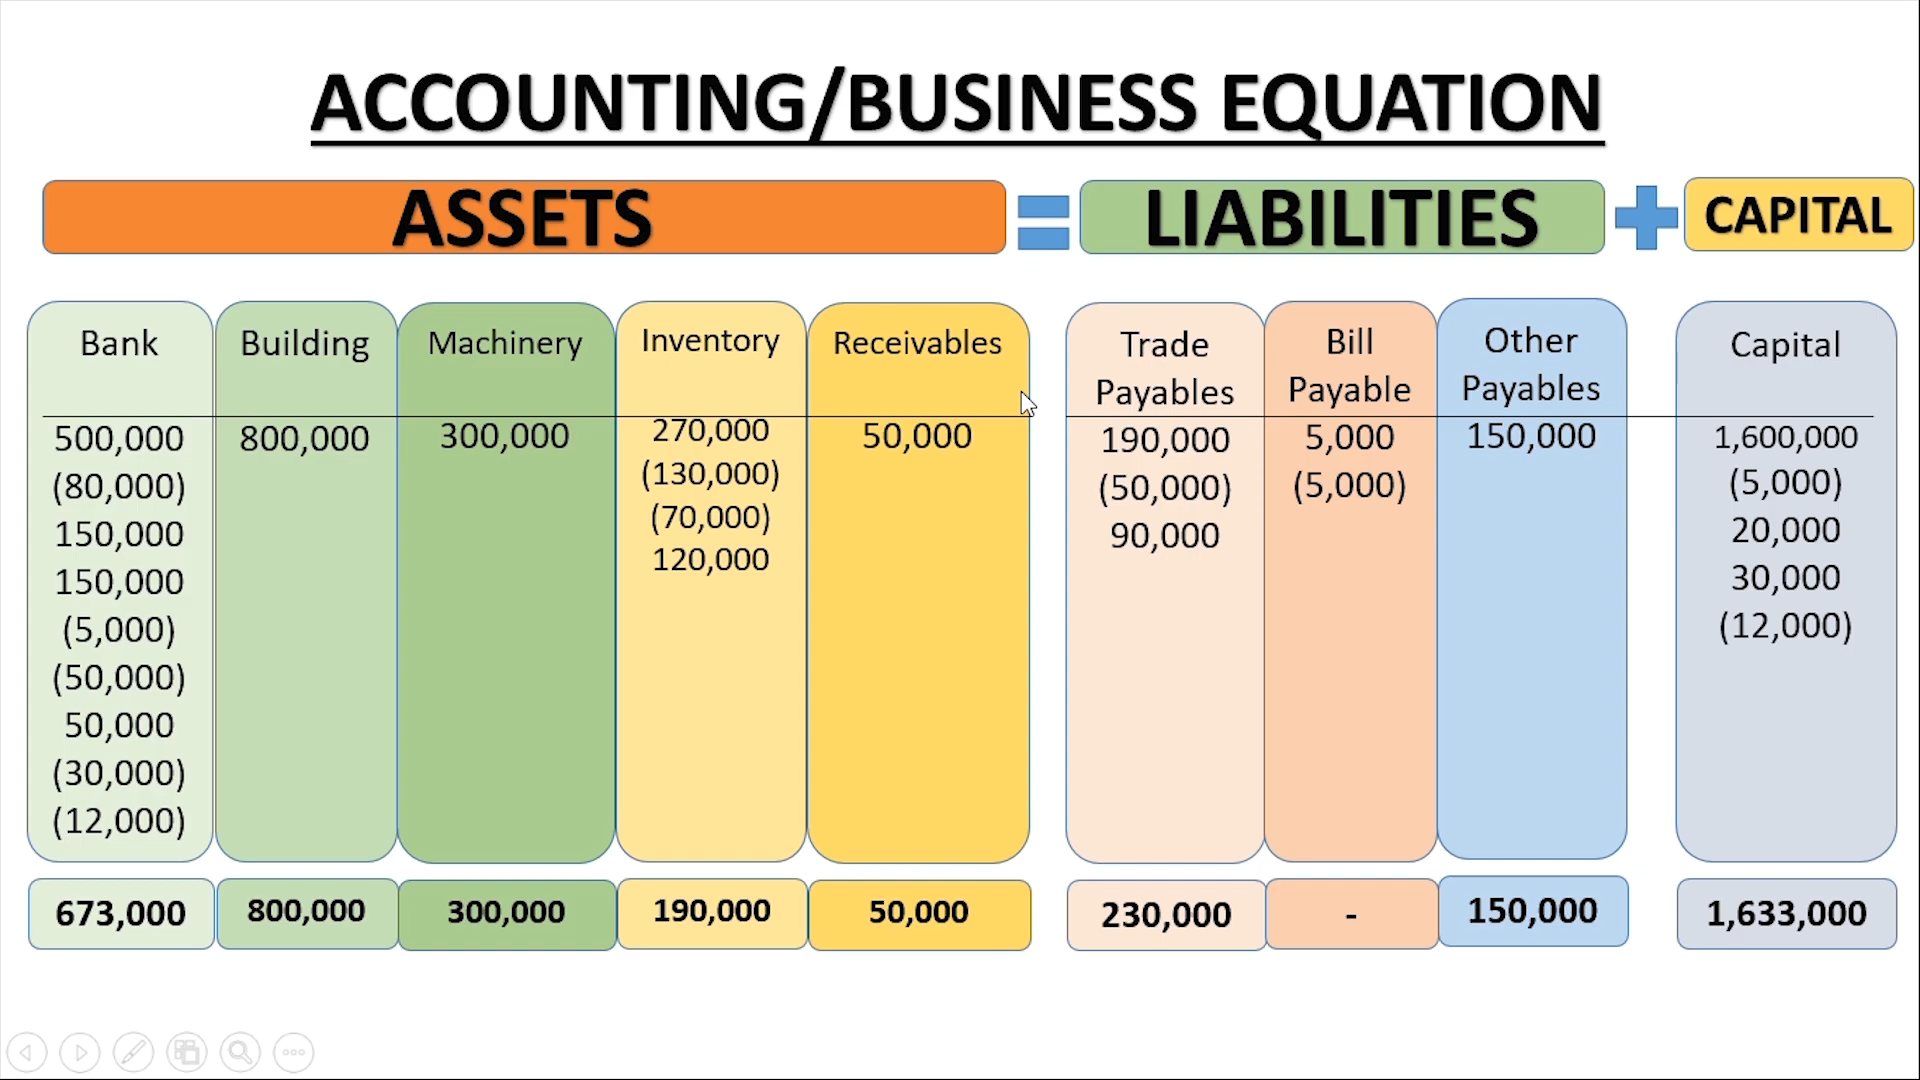 ACCOUNTING/BUSINESS EQUATION
ASSETS = LIABILITIES + CAPITAL
Bank
500,000
(80,000)
150,000
150,000
(5,000)
(50,000)
50,000
(30,000)
(12,000)
673,000
Building
800,000
800,000
Machinery
300,000
300,000
Inventory
270,000
(130,000)
(70,000)
120,000
190,000
Receivables
50,000
50,000
Trade
Payables
190,000
(50,000)
90,000
230,000
Bill
Payable
5,000
(5,000)
-
Other
Payables
150,000
150,000
Capital
1,600,000
(5,000)
20,000
30,000
(12,000)
1,633,000